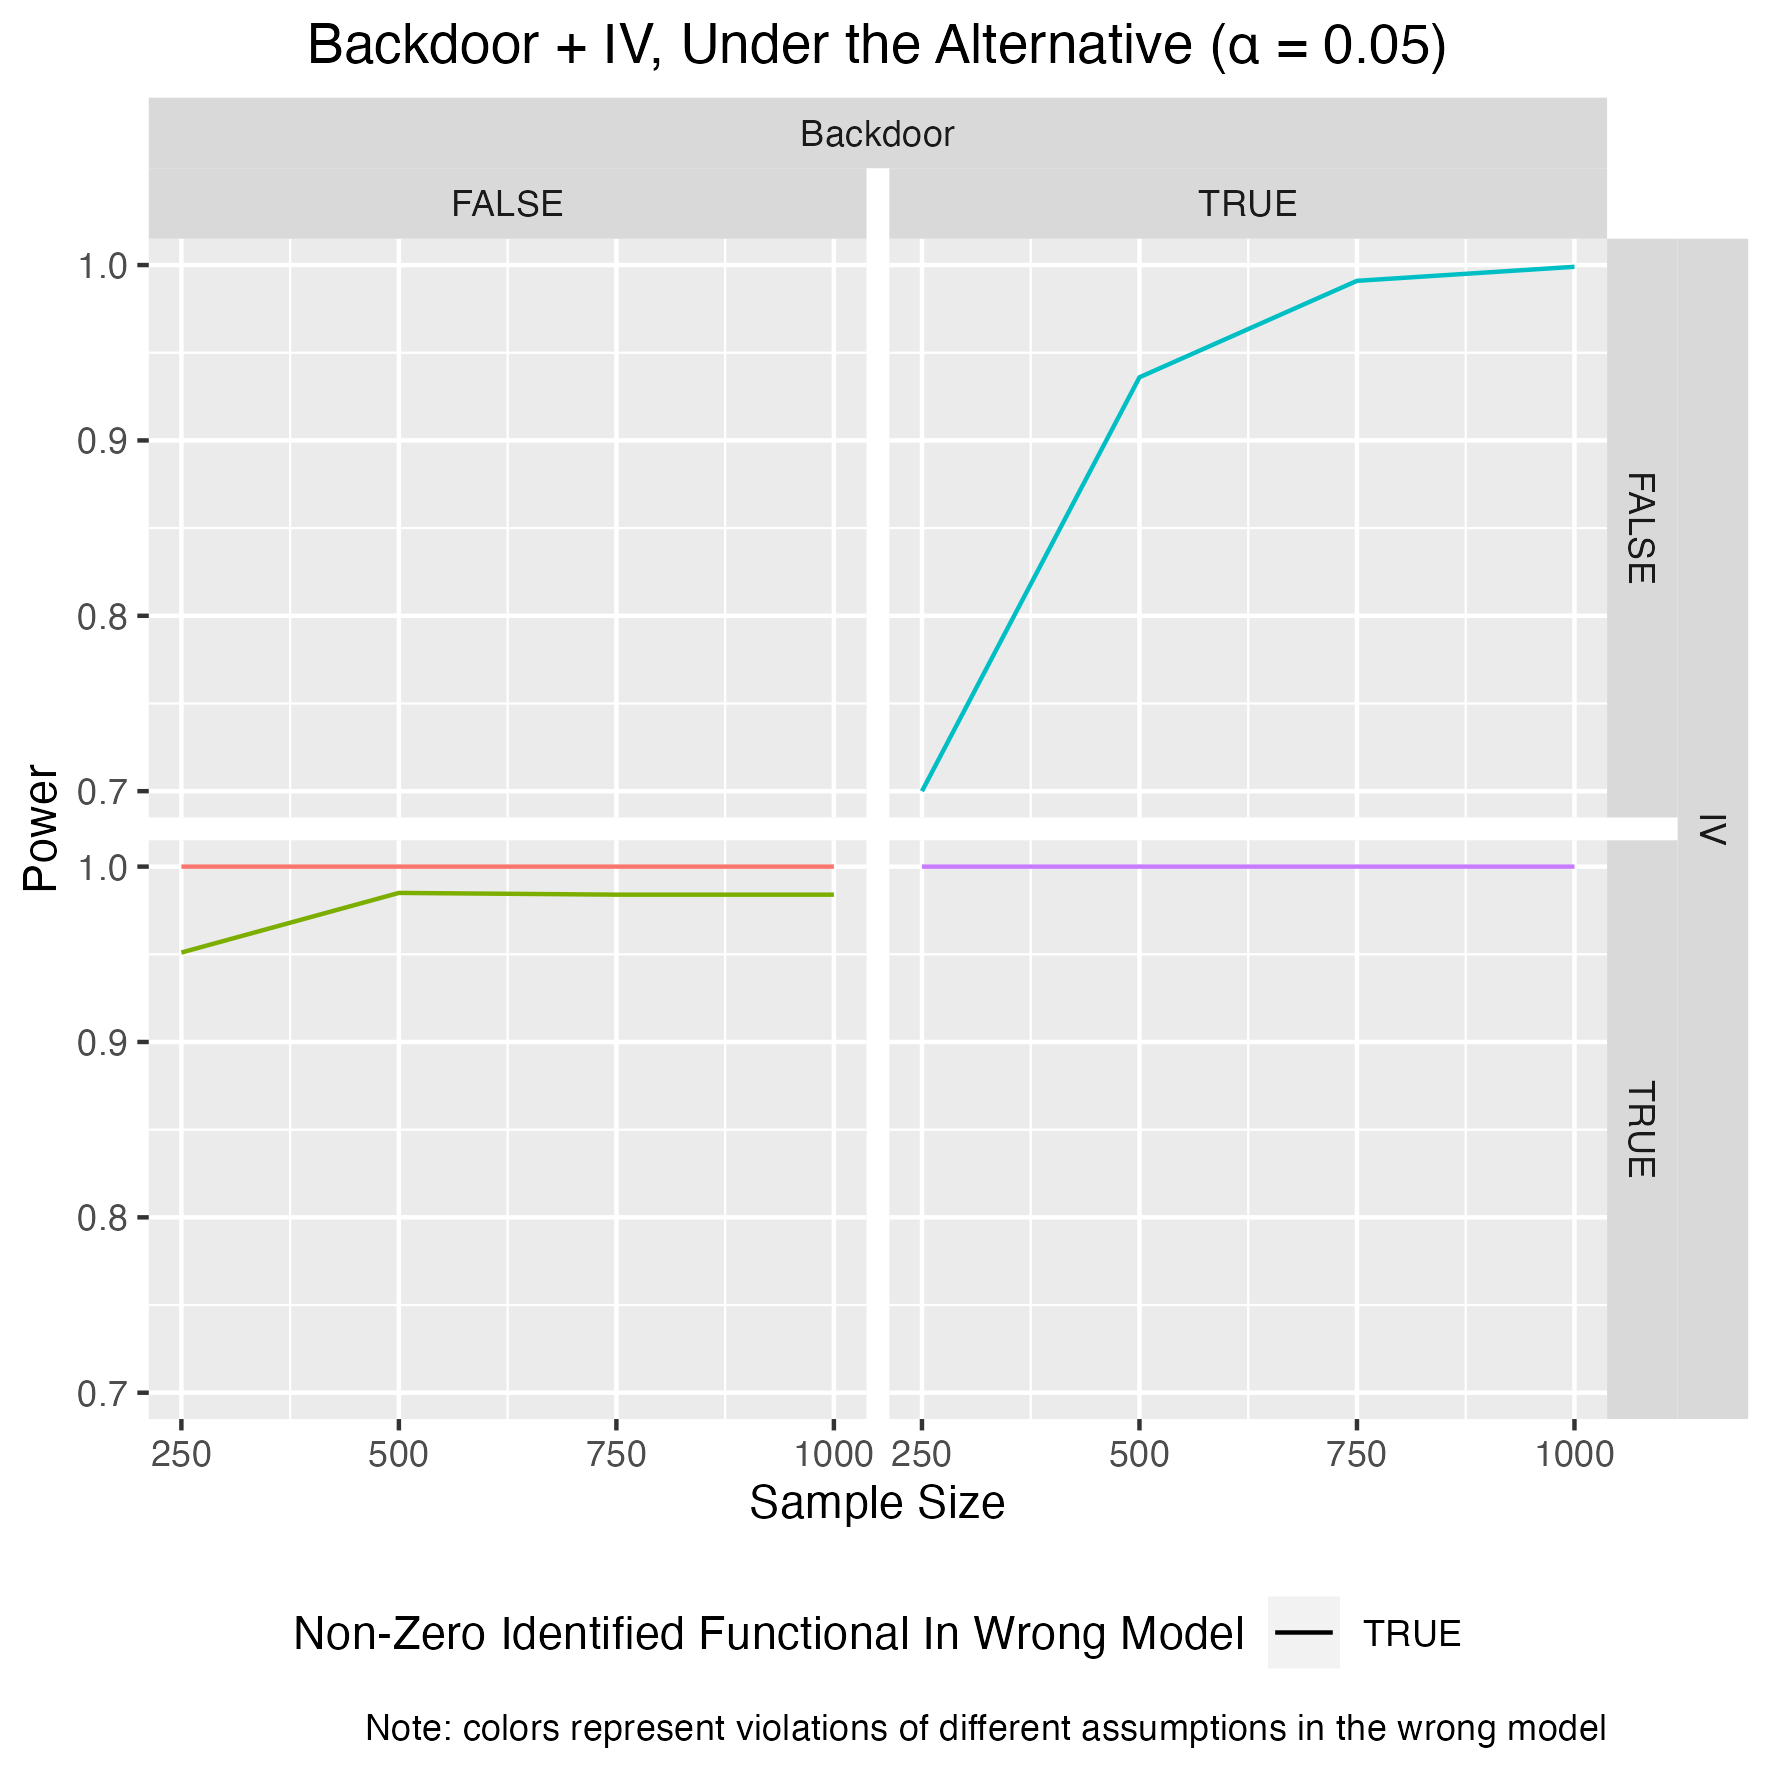 Backdoor + IV, Under the Alternative (α = 0.05)
Backdoor
FALSE TRUE
1.0
0.9
0.8
0.7
FALSE
IV
Power
1.0
0.9
0.8
0.7
TRUE
250 500 750 1000 250 500 750 1000
Sample Size
Non-Zero Identified Functional In Wrong Model TRUE
Note: colors represent violations of different assumptions in the wrong model